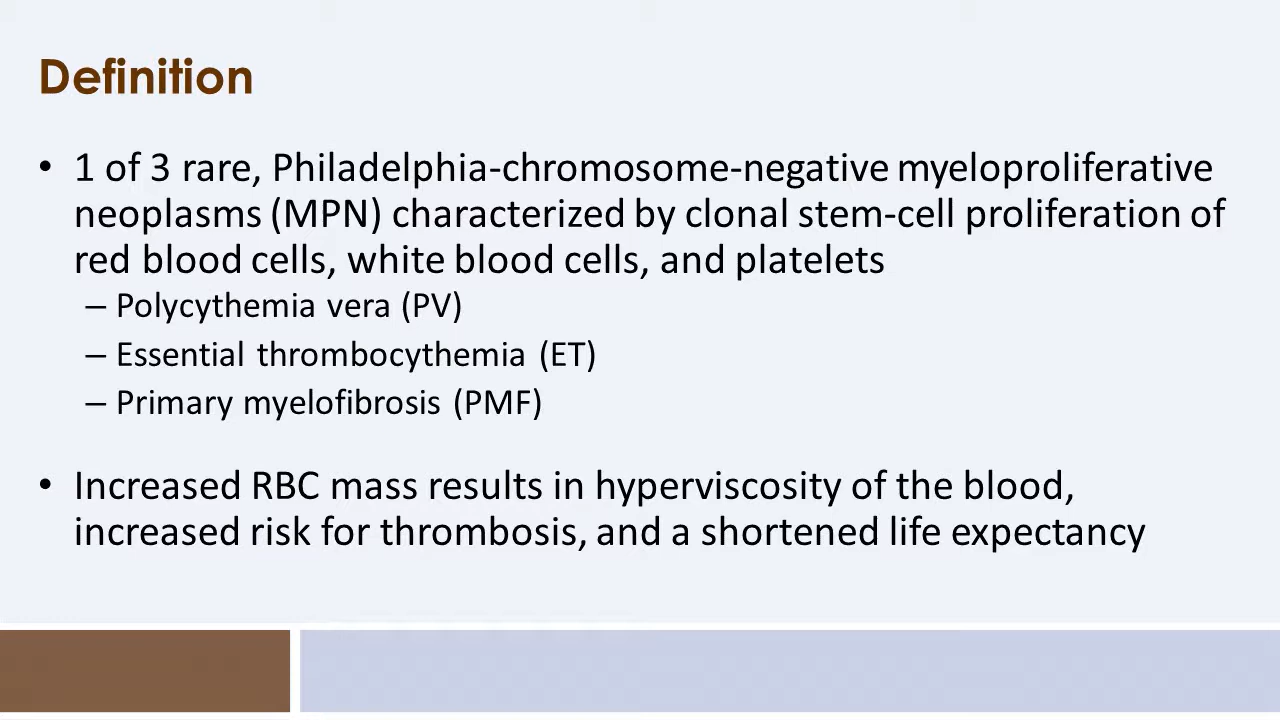 Definition
• 1 of 3 rare, Philadelphia-chromosome-negative myeloproliferative
neoplasms (MPN) characterized by clonal stem-cell proliferation of
red blood cells, white blood cells, and platelets
– Polycythemia vera (PV)
– Essential thrombocythemia (ET)
– Primary myelofibrosis (PMF)
• Increased RBC mass results in hyperviscosity of the blood,
increased risk for thrombosis, and a shortened life expectancy